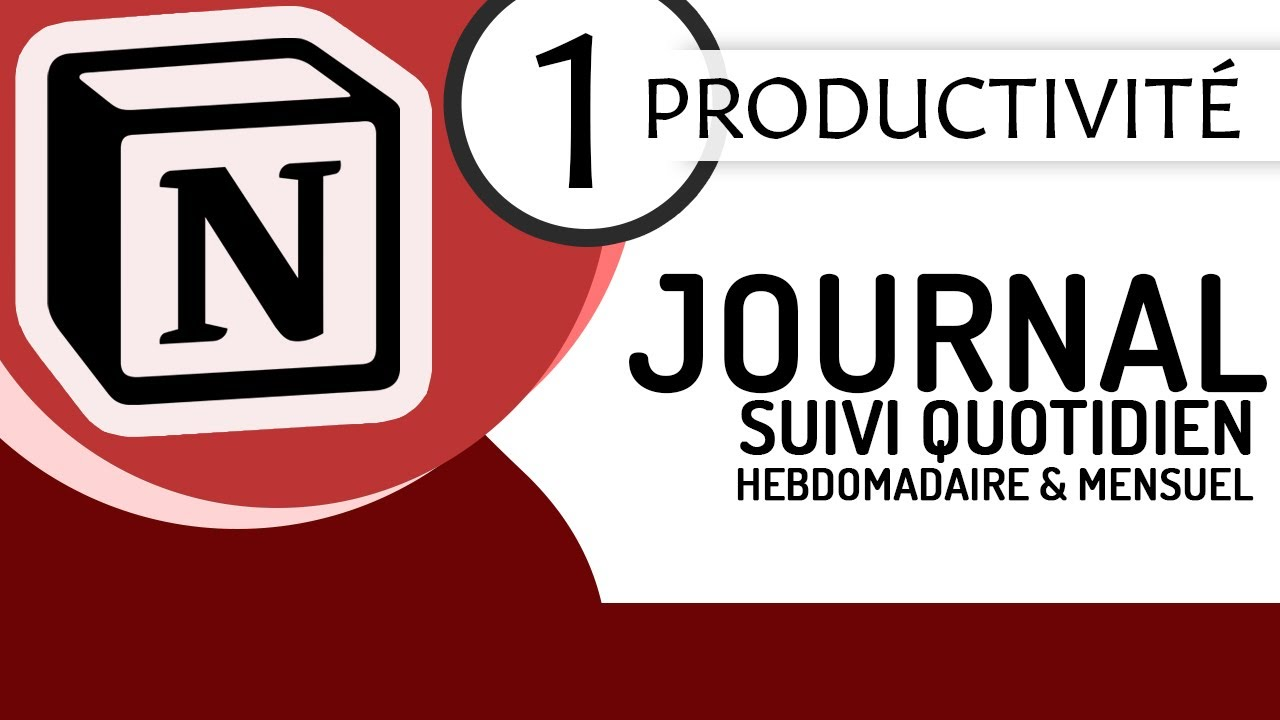 N
1
PRODUCTIVITÉ
JOURNAL
SUIVI QUOTIDIEN
HEBDOMADAIRE & MENSUEL